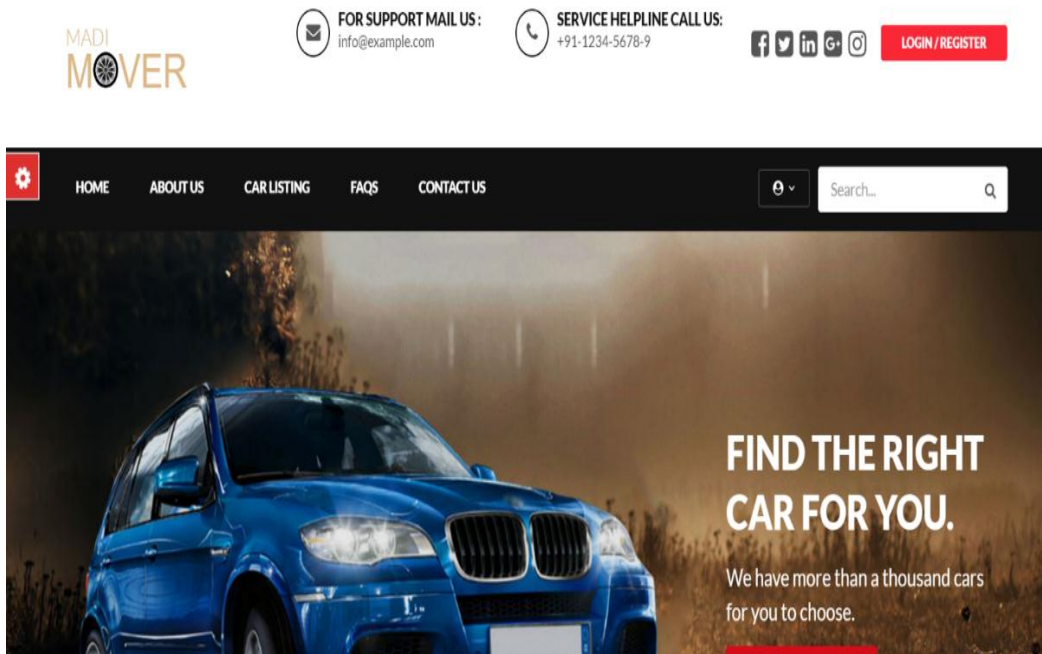 MADI
MOVER
FOR SUPPORT MAIL US :
info@example.com
SERVICE HELPLINE CALL US:
+91-1234-5678-9
LOGIN / REGISTER
HOME
ABOUT US
CAR LISTING
FAQS
CONTACT US
Search...
FIND THE RIGHT
CAR FOR YOU.
We have more than a thousand cars
for you to choose.